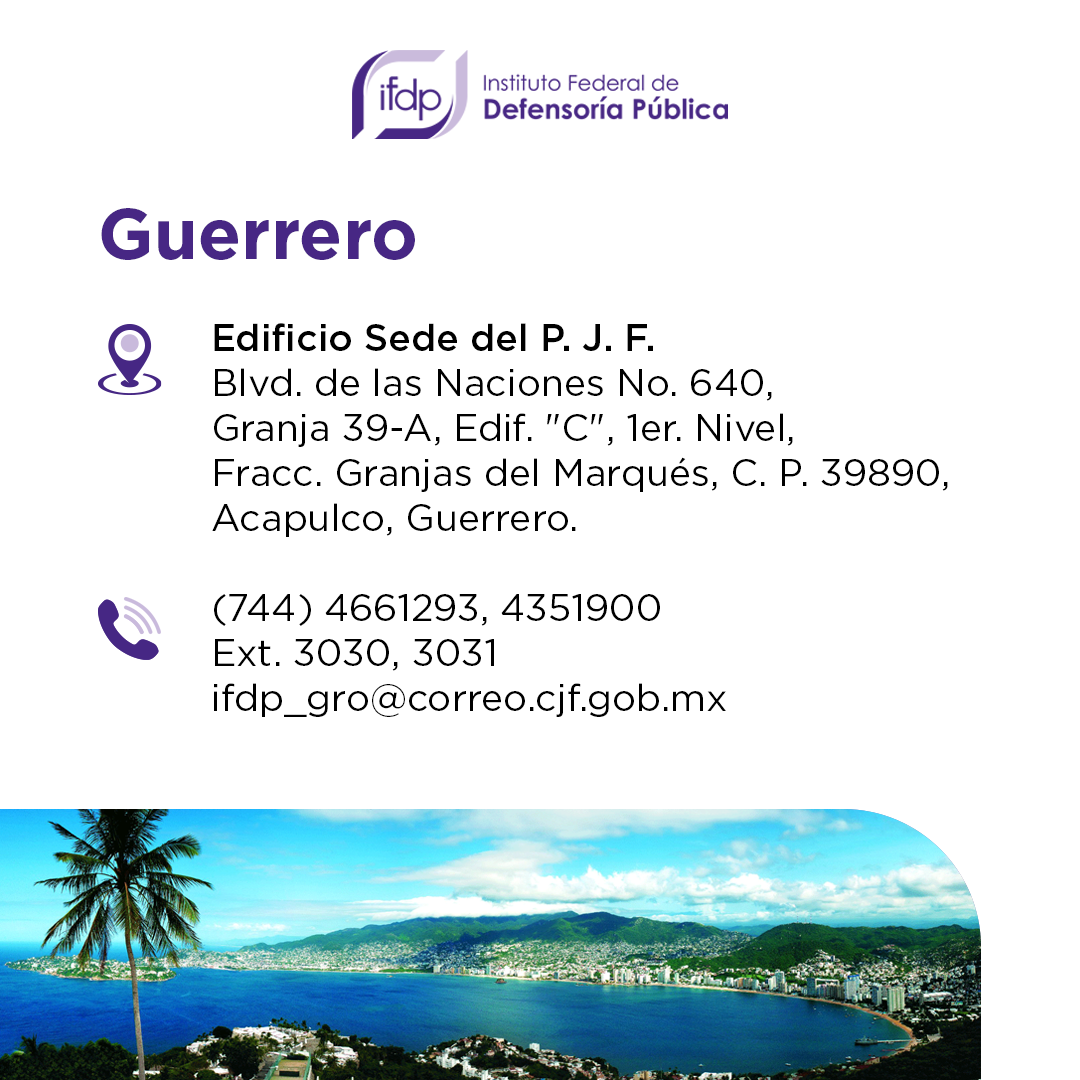 ifdp
Instituto Federal de
Defensoría Pública
Guerrero
Edificio Sede del P. J. F.
Blvd. de las Naciones No. 640,
Granja 39-A, Edif. "C", 1er. Nivel,
Fracc. Granjas del Marqués, C. P. 39890,
Acapulco, Guerrero.
(744) 4661293, 4351900
Ext. 3030, 3031
ifdp_gro@correo.cjf.gob.mx